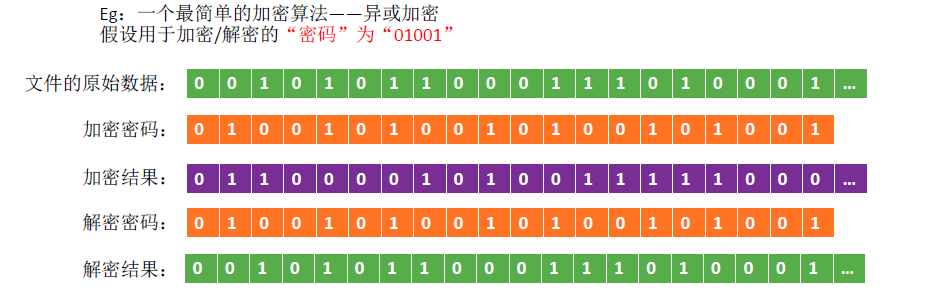 Eg：一个最简单的加密算法——异或加密
假设用于加密/解密的“密码”为“01001”
文件的原始数据： 0 0 1 0 1 0 1 1 0 0 0 1 1 1 0 1 0 0 0 1 …
加密密码： 0 1 0 0 1 0 1 0 0 1 0 1 0 0 1 0 1 0 0 1
加密结果： 0 1 1 0 0 0 0 1 0 1 0 0 1 1 1 1 1 0 0 0 …
解密密码： 0 1 0 0 1 0 1 0 0 1 0 1 0 0 1 0 1 0 0 1
解密结果： 0 0 1 0 1 0 1 1 0 0 0 1 1 1 0 1 0 0 0 1 …